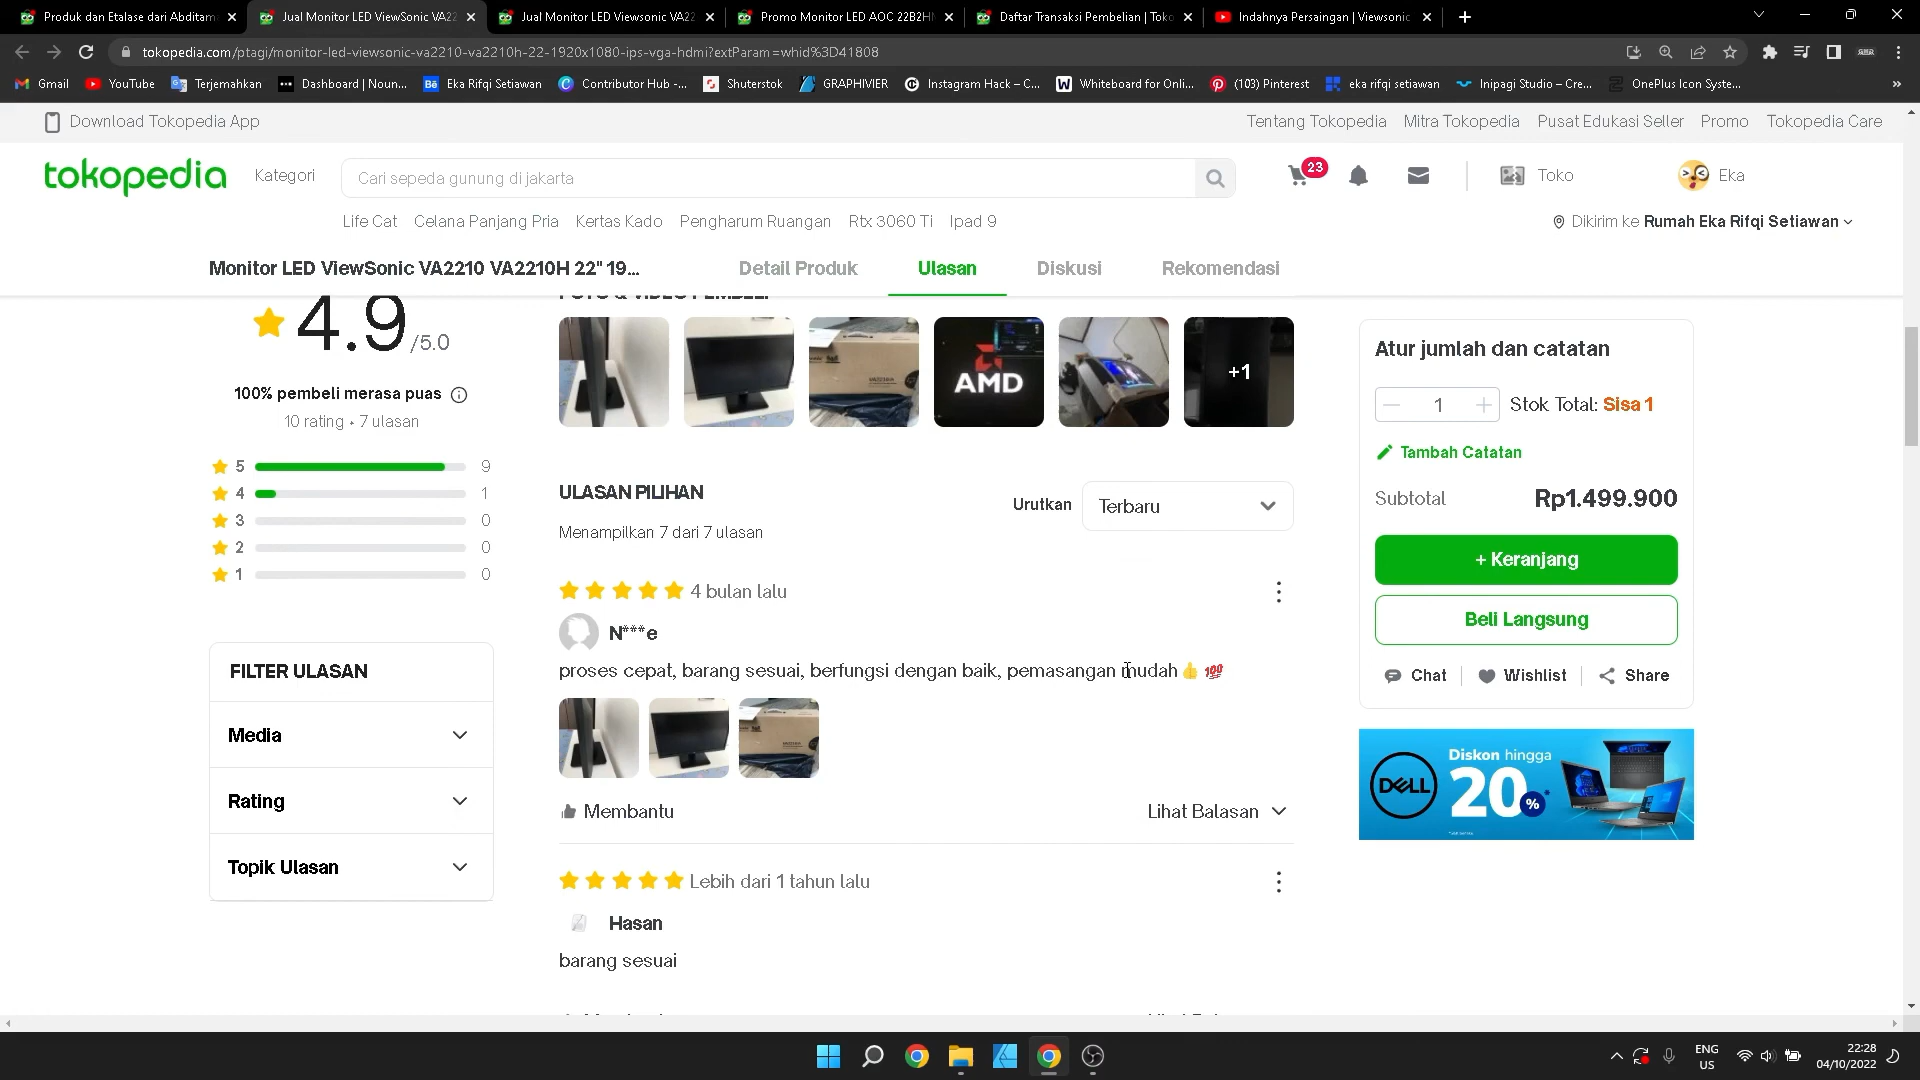 Produk dan Etalase dari Abditam
Jual Monitor LED ViewSonic VA22
Jual Monitor LED Viewsonic VA22
Promo Monitor LED AOC 22B2HN
Daftar Transaksi Pembelian | Toko
Indahnya Persaingan | Viewsonic
tokopedia.com/ptagi/monitor-led-viewsonic-va2210-va2210h-22-1920x1080-ips-vga-hdmi?extParam=whid%3D41808
Gmail
YouTube
Terjemahkan
Dashboard | Noun...
Eka Rifqi Setiawan
Contributor Hub -...
Shuterstok
GRAPHIVIER
Instagram Hack – C...
Whiteboard for Onli...
(103) Pinterest
eka rifqi setiawan
Inipagi Studio – Cre...
OnePlus Icon Syste...
Download Tokopedia App
Tentang Tokopedia
Mitra Tokopedia
Pusat Edukasi Seller
Promo
Tokopedia Care
tokopedia
Kategori
Cari sepeda gunung di jakarta
23
Toko
Eka
Life Cat
Celana Panjang Pria
Kertas Kado
Pengharum Ruangan
Rtx 3060 Ti
Ipad 9
Dikirim ke Rumah Eka Rifqi Setiawan
Monitor LED ViewSonic VA2210 VA2210H 22" 19...
Detail Produk
Ulasan
Diskusi
Rekomendasi
4.9 /5.0
100% pembeli merasa puas
10 rating • 7 ulasan
5 9
4 1
3 0
2 0
1 0
FILTER ULASAN
Media
Rating
Topik Ulasan
FOTO & VIDEO PEMBELI
AMD
+1
ULASAN PILIHAN
Menampilkan 7 dari 7 ulasan
Urutkan
Terbaru
4 bulan lalu
N***e
proses cepat, barang sesuai, berfungsi dengan baik, pemasangan mudah👍 💯
Membantu
Lihat Balasan
Lebih dari 1 tahun lalu
Hasan
barang sesuai
Atur jumlah dan catatan
1
Stok Total: Sisa 1
Tambah Catatan
Subtotal
Rp1.499.900
+ Keranjang
Beli Langsung
Chat
Wishlist
Share
DELL
Diskon hingga
20%*
ENG
US
22:28
04/10/2022